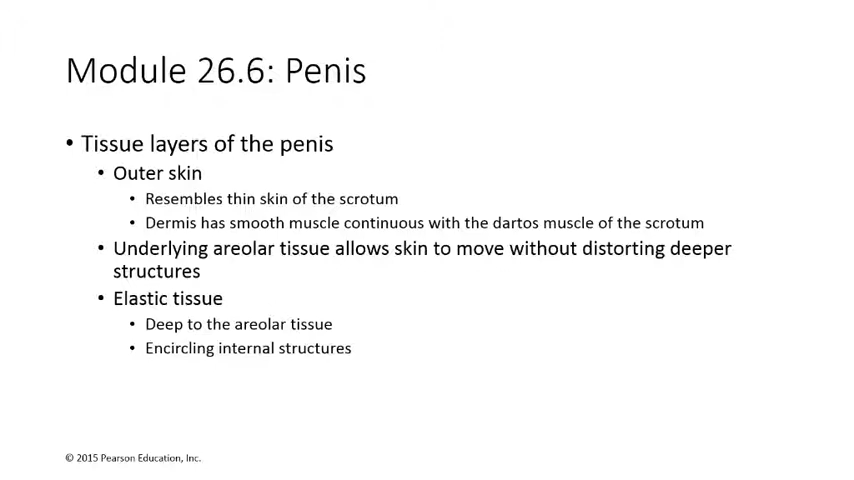 Module 26.6: Penis
• Tissue layers of the penis
• Outer skin
• Resembles thin skin of the scrotum
• Dermis has smooth muscle continuous with the dartos muscle of the scrotum
• Underlying areolar tissue allows skin to move without distorting deeper
structures
• Elastic tissue
• Deep to the areolar tissue
• Encircling internal structures
© 2015 Pearson Education, Inc.